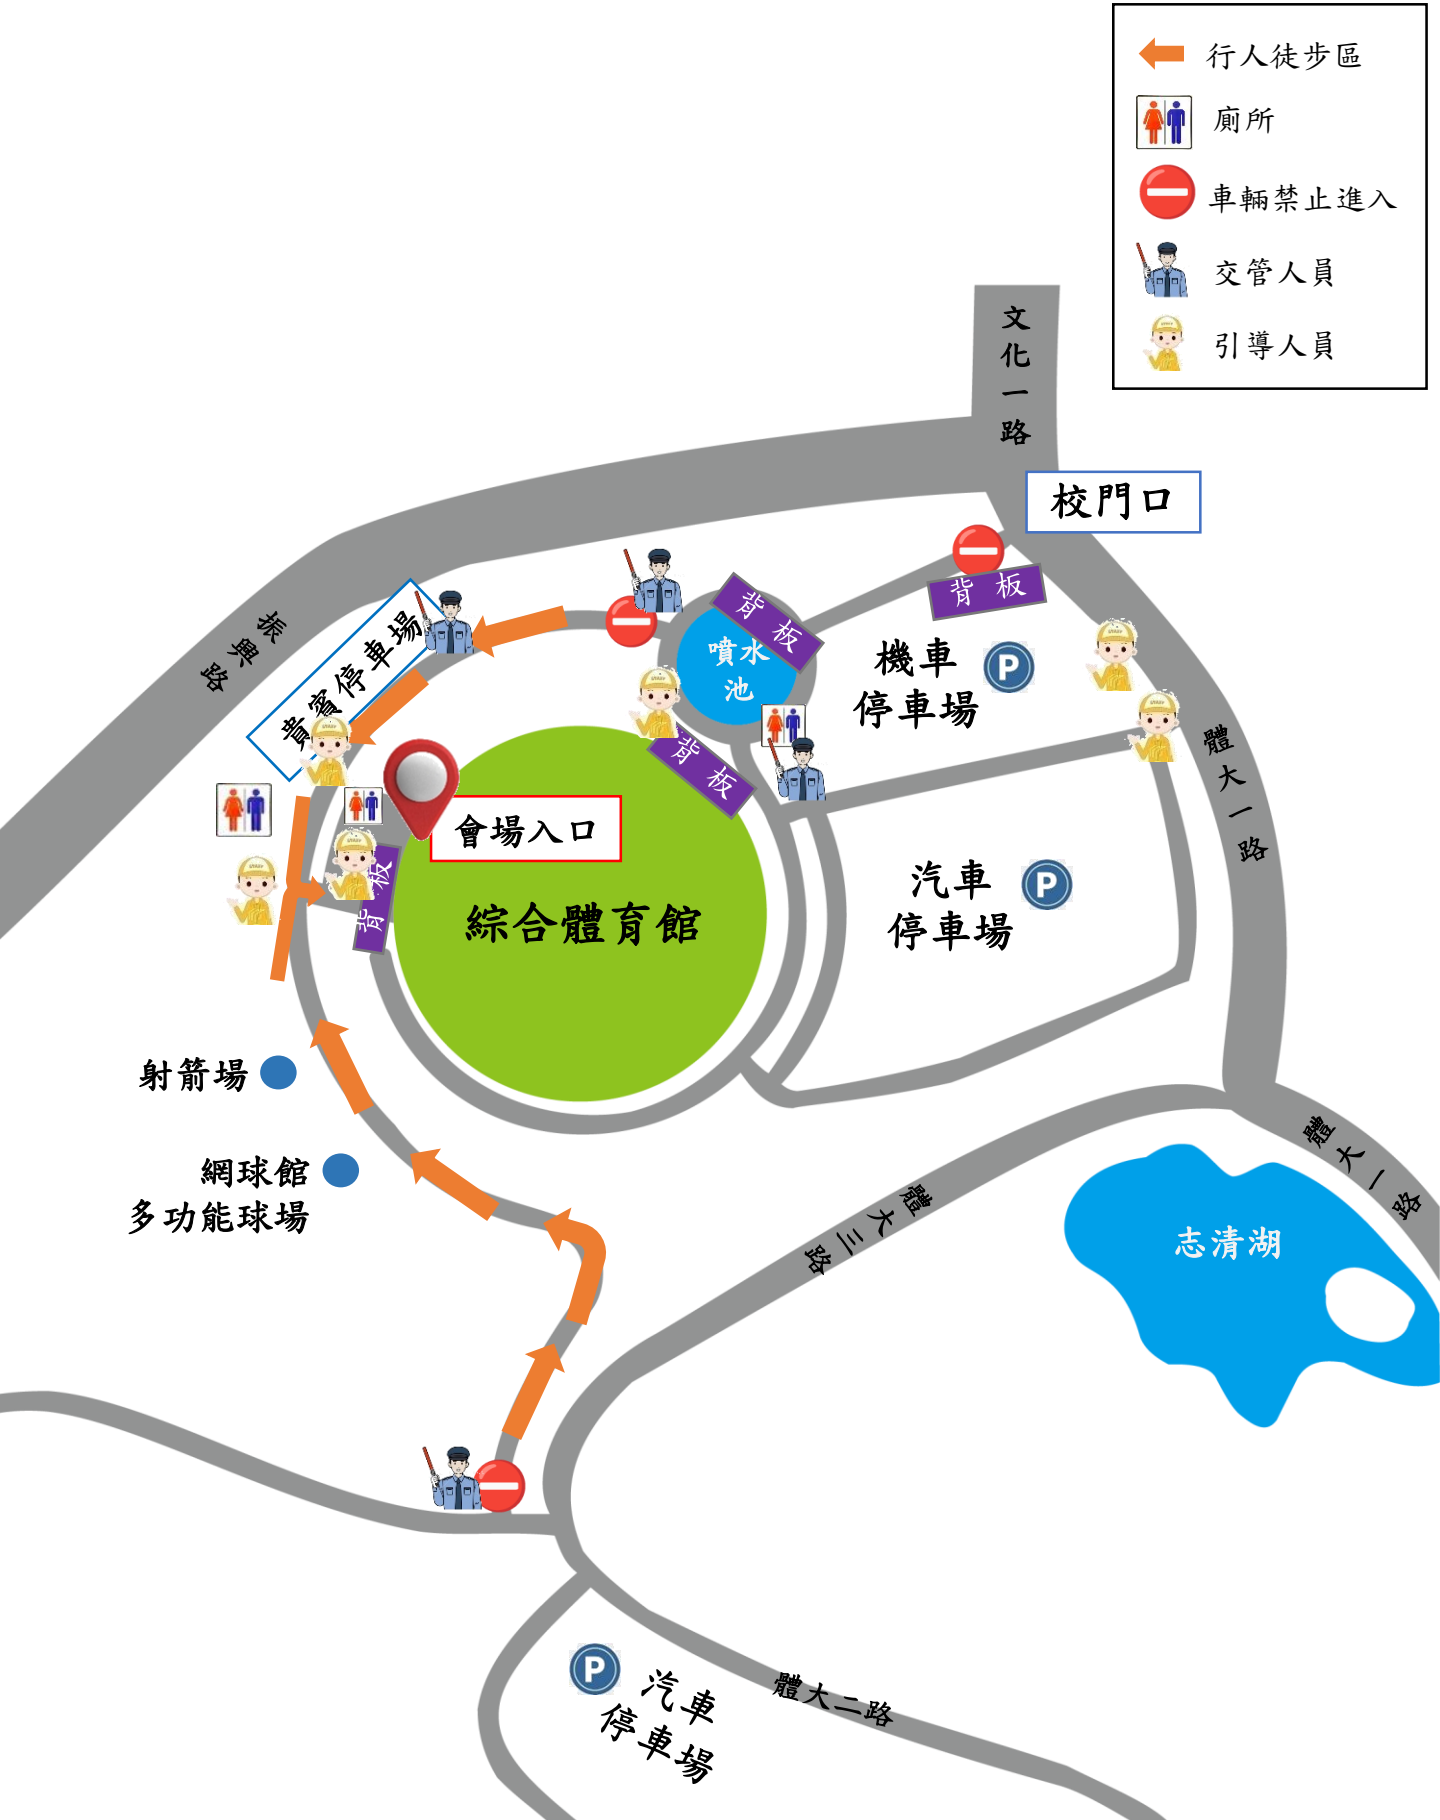 行人徒步區
廁所
車輛禁止進入
交管人員
引導人員
文化一路
校門口
背板
振興路
貴賓停車場
背板
噴水
池
機車
停車場
P
背板
體大一路
會場入口
汽車
停車場
P
背板
綜合體育館
射箭場
網球館
多功能球場
體大三路
體大一路
志清湖
P
汽車
停車場
體大二路